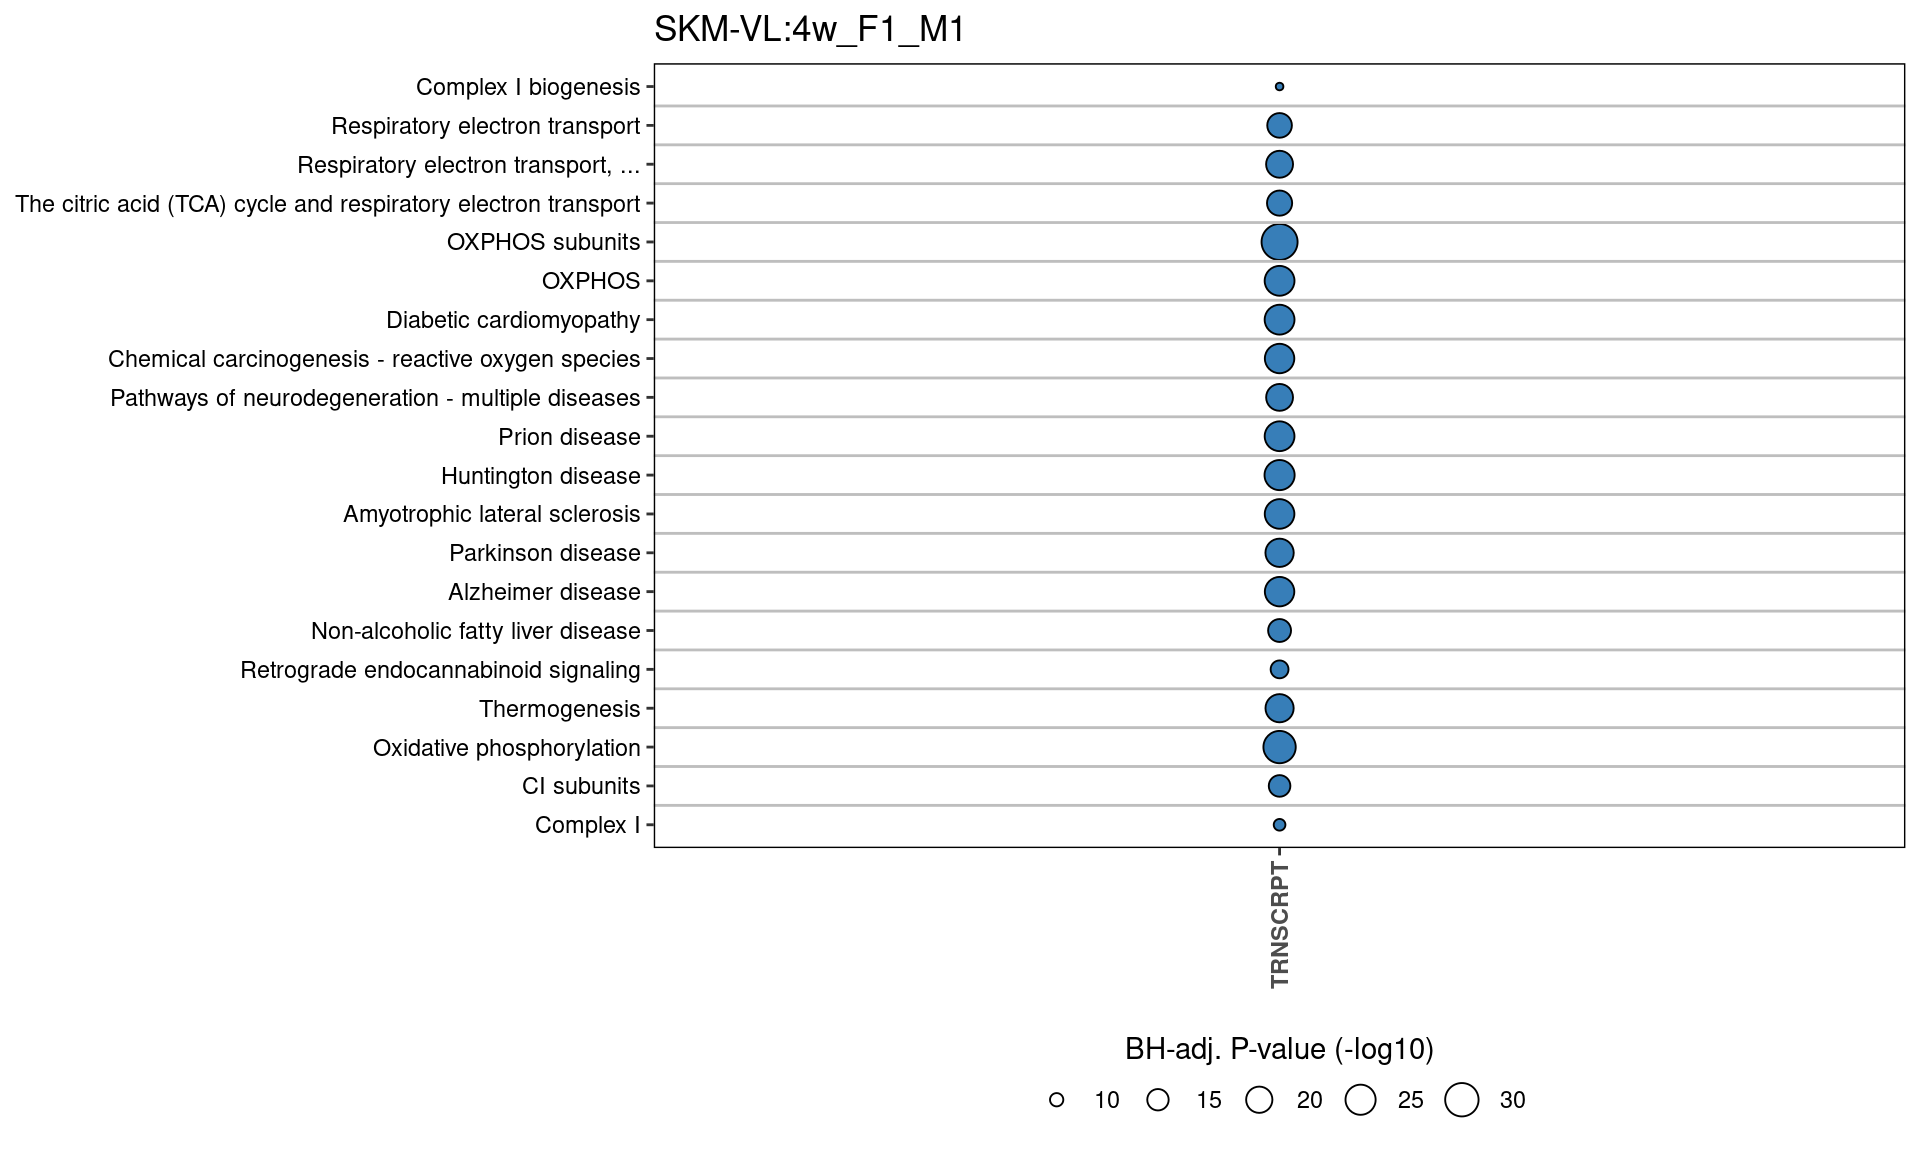 SKM-VL:4w_F1_M1
Complex I biogenesis
Respiratory electron transport
Respiratory electron transport, ...
The citric acid (TCA) cycle and respiratory electron transport
OXPHOS subunits
OXPHOS
Diabetic cardiomyopathy
Chemical carcinogenesis - reactive oxygen species
Pathways of neurodegeneration - multiple diseases
Prion disease
Huntington disease
Amyotrophic lateral sclerosis
Parkinson disease
Alzheimer disease
Non-alcoholic fatty liver disease
Retrograde endocannabinoid signaling
Thermogenesis
Oxidative phosphorylation
CI subunits
Complex I
TRNSCRPT
BH-adj. P-value (-log10)
10 15 20 25 30